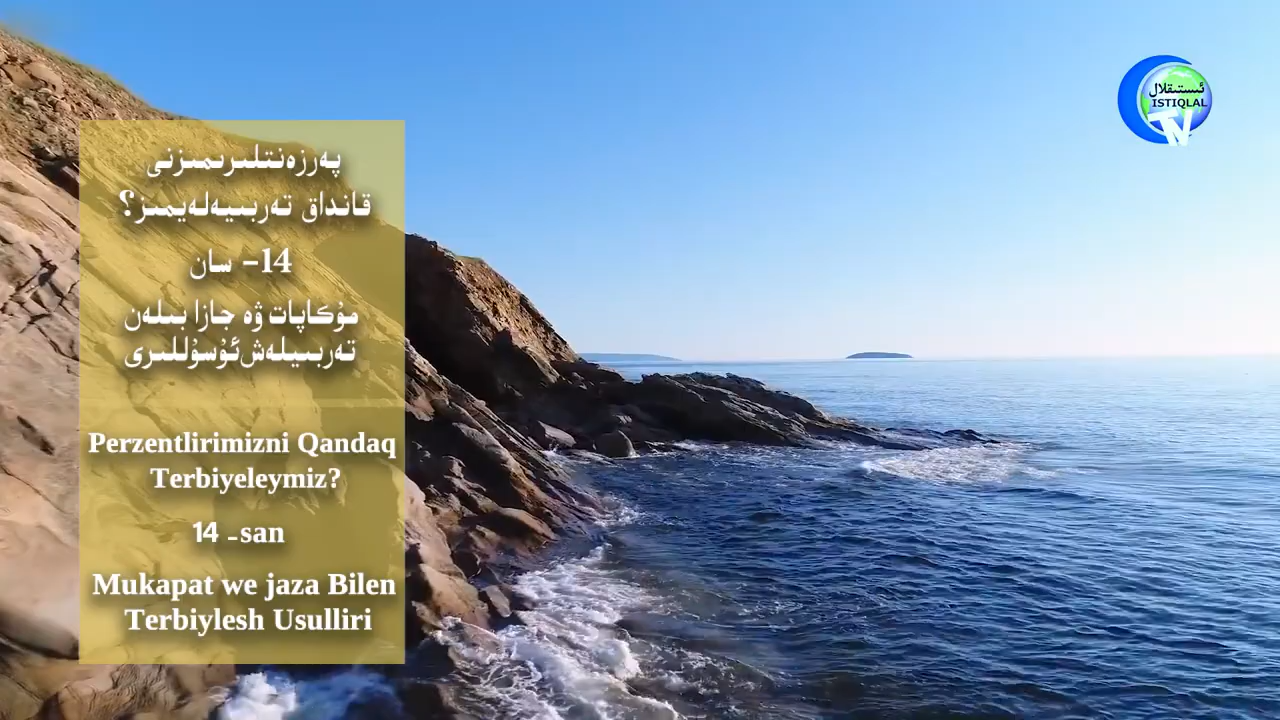 ئىستىقلال
ISTIQLAL
TV
پەرزەنتلىرىمىزنى
قانداق تەربىيەلەيمىز؟
14- سان
مۇكاپات ۋە جازا بىلەن
تەربىيىلەش ئۇسۇللىرى
Perzentlirimizni Qandaq
Terbiyeleymiz?
14 -san
Mukapat we jaza Bilen
Terbiylesh Usulliri